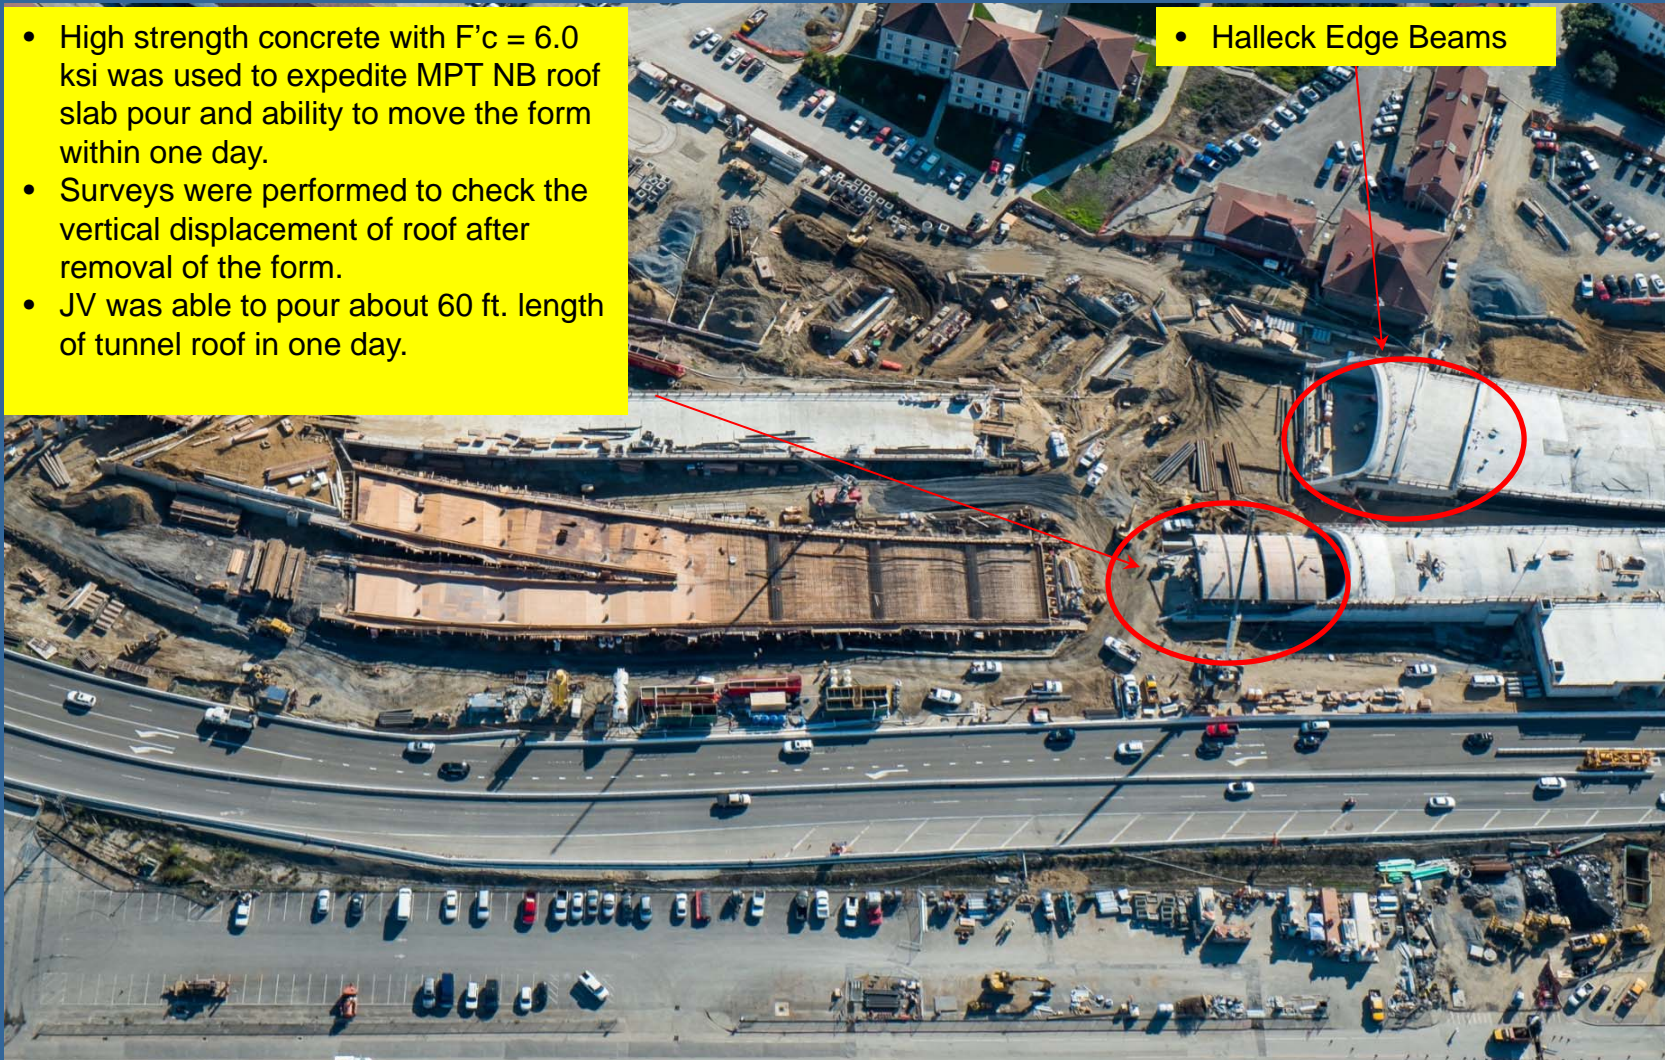 • High strength concrete with F’c = 6.0
ksi was used to expedite MPT NB roof
slab pour and ability to move the form
within one day.
• Surveys were performed to check the
vertical displacement of roof after
removal of the form.
• JV was able to pour about 60 ft. length
of tunnel roof in one day.
• Halleck Edge Beams